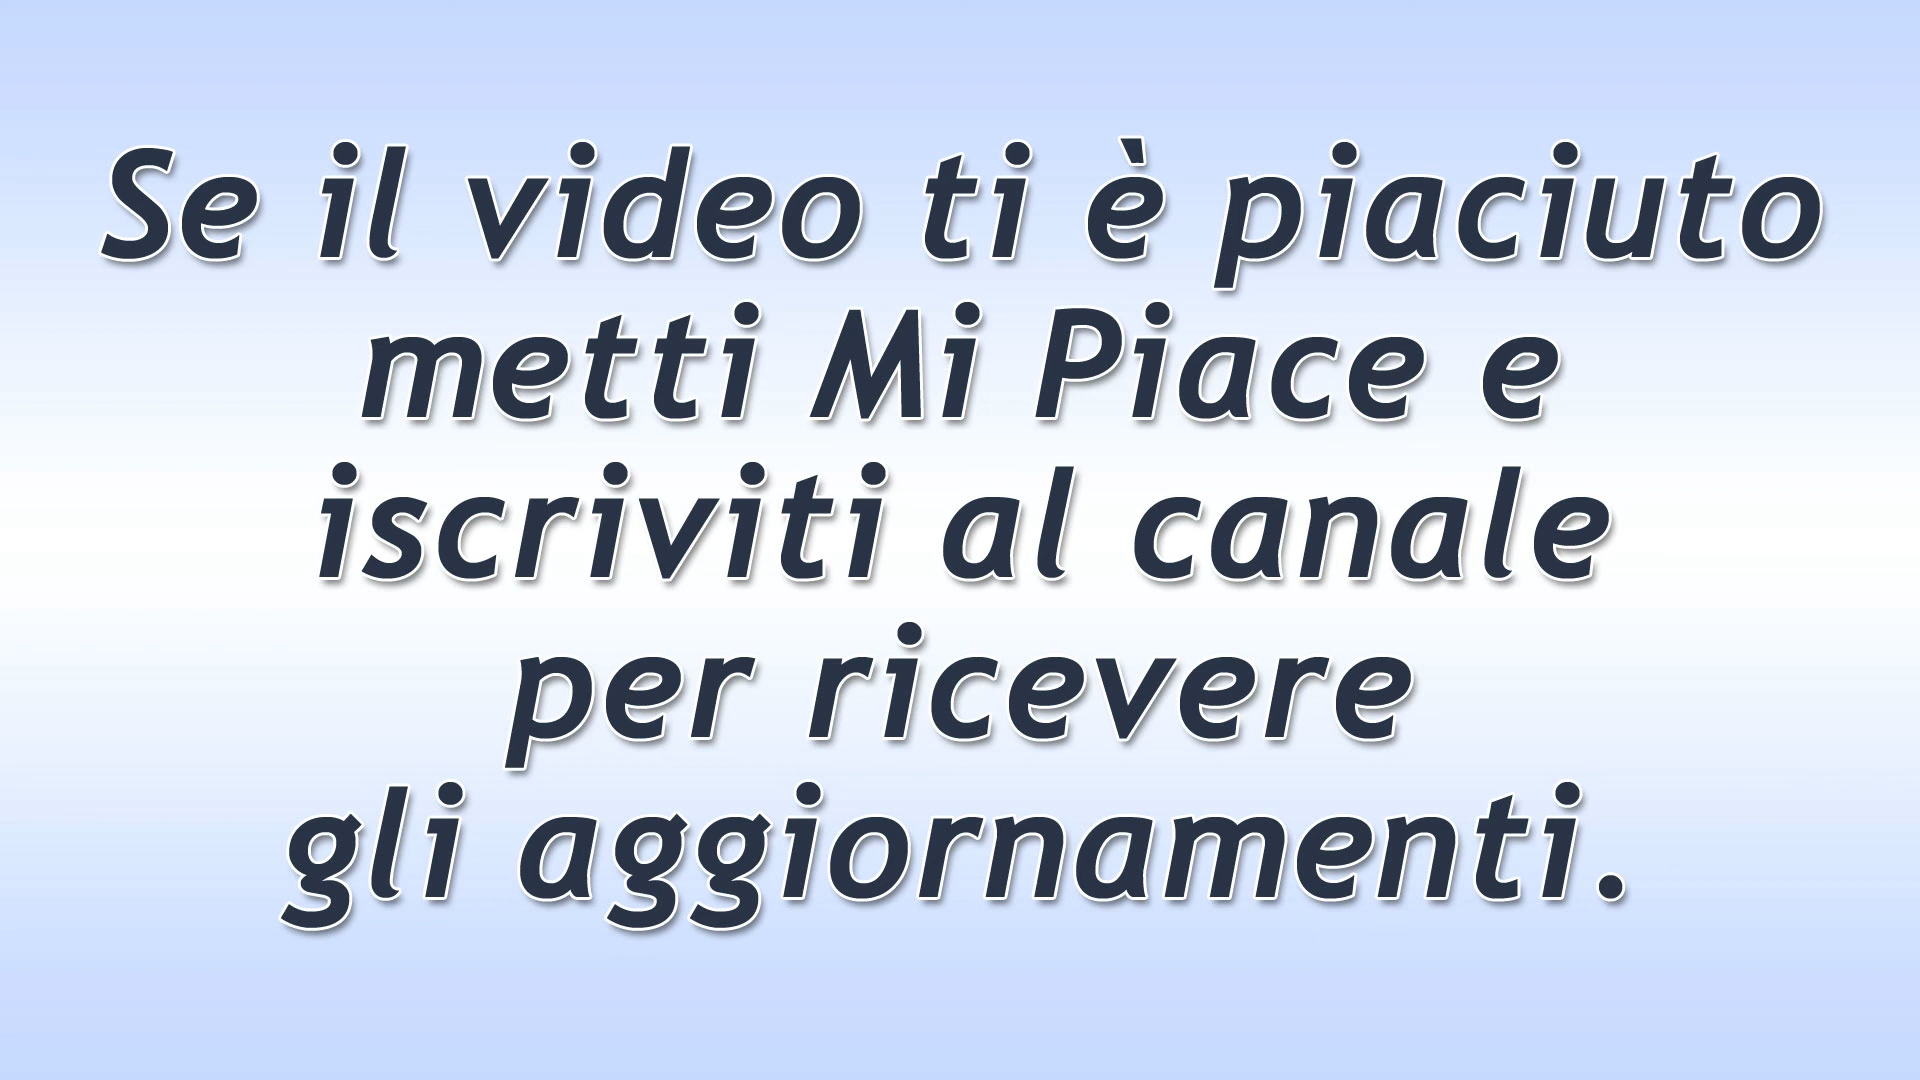 Se il video ti è piaciuto
metti Mi Piace e
iscriviti al canale
per ricevere
gli aggiornamenti.